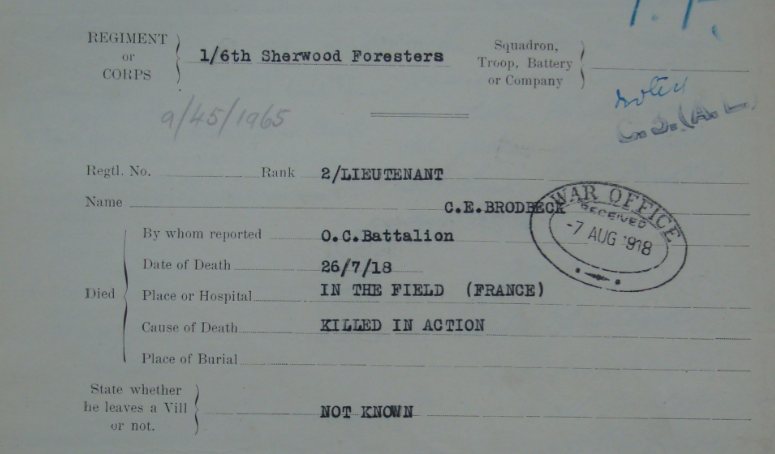 T.F.
REGIMENT
or
CORPS
1/6th Sherwood Foresters
Squadron,
Troop, Battery
or Company
noted
9/45/1965
Regtl. No. Rank 2/LIEUTENANT
Name C.E.BRODBECK
WAR OFFICE
RECEIVED
-7 AUG 1918
By whom reported O.C.Battalion
Date of Death 26/7/18
Died Place or Hospital IN THE FIELD (FRANCE)
Cause of Death KILLED IN ACTION
Place of Burial
State whether
he leaves a Will
or not.
NOT KNOWN